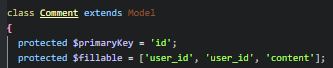 class Comment extends Model
{
protected $primaryKey = 'id';
protected $fillable = ['user_id', 'user_id', 'content'];